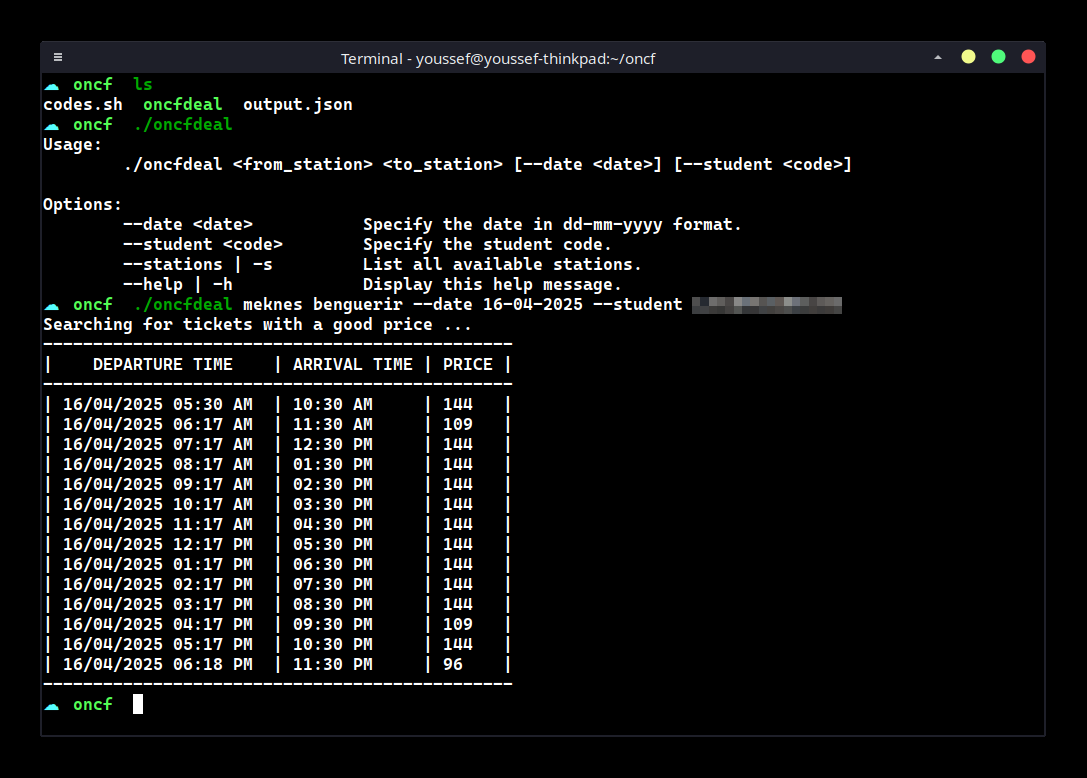 Terminal - youssef@youssef-thinkpad:~/oncf
oncf ls
codes.sh oncfdeal output.json
oncf ./oncfdeal
Usage:
./oncfdeal <from_station> <to_station> [--date <date>] [--student <code>]
Options:
--date <date> Specify the date in dd-mm-yyyy format.
--student <code> Specify the student code.
--stations | -s List all available stations.
--help | -h Display this help message.
oncf ./oncfdeal meknes benguerir --date 16-04-2025 --student
Searching for tickets with a good price ...
-----------------------------------------------
| DEPARTURE TIME | ARRIVAL TIME | PRICE |
-----------------------------------------------
| 16/04/2025 05:30 AM | 10:30 AM | 144 |
| 16/04/2025 06:17 AM | 11:30 AM | 109 |
| 16/04/2025 07:17 AM | 12:30 PM | 144 |
| 16/04/2025 08:17 AM | 01:30 PM | 144 |
| 16/04/2025 09:17 AM | 02:30 PM | 144 |
| 16/04/2025 10:17 AM | 03:30 PM | 144 |
| 16/04/2025 11:17 AM | 04:30 PM | 144 |
| 16/04/2025 12:17 PM | 05:30 PM | 144 |
| 16/04/2025 01:17 PM | 06:30 PM | 144 |
| 16/04/2025 02:17 PM | 07:30 PM | 144 |
| 16/04/2025 03:17 PM | 08:30 PM | 144 |
| 16/04/2025 04:17 PM | 09:30 PM | 109 |
| 16/04/2025 05:17 PM | 10:30 PM | 144 |
| 16/04/2025 06:18 PM | 11:30 PM | 96 |
-----------------------------------------------
oncf